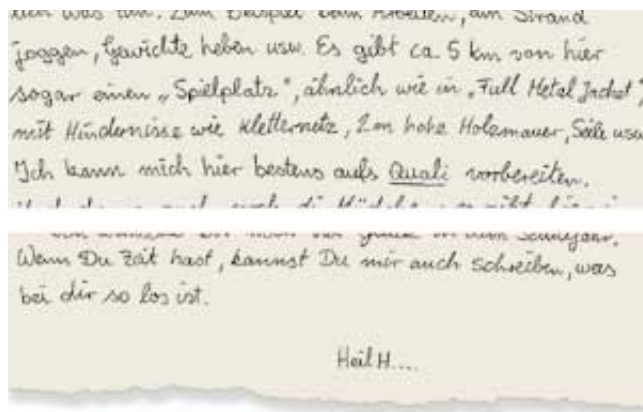 zum Beispiel beim Arbeiten, am Strand
joggen, Gewichte heben usw. Es gibt ca. 5 km von hier
sogar einen „Spielplatz“, ähnlich wie in „Full Metal Jacket“
mit Hindernisse wie Kletternetz, 2 m hohe Holzmauer, Seile usw.
Ich kann mich hier bestens aufs Quali vorbereiten.
Wenn Du Zeit hast, kannst Du mir auch schreiben, was
bei dir so los ist.
Heil H....